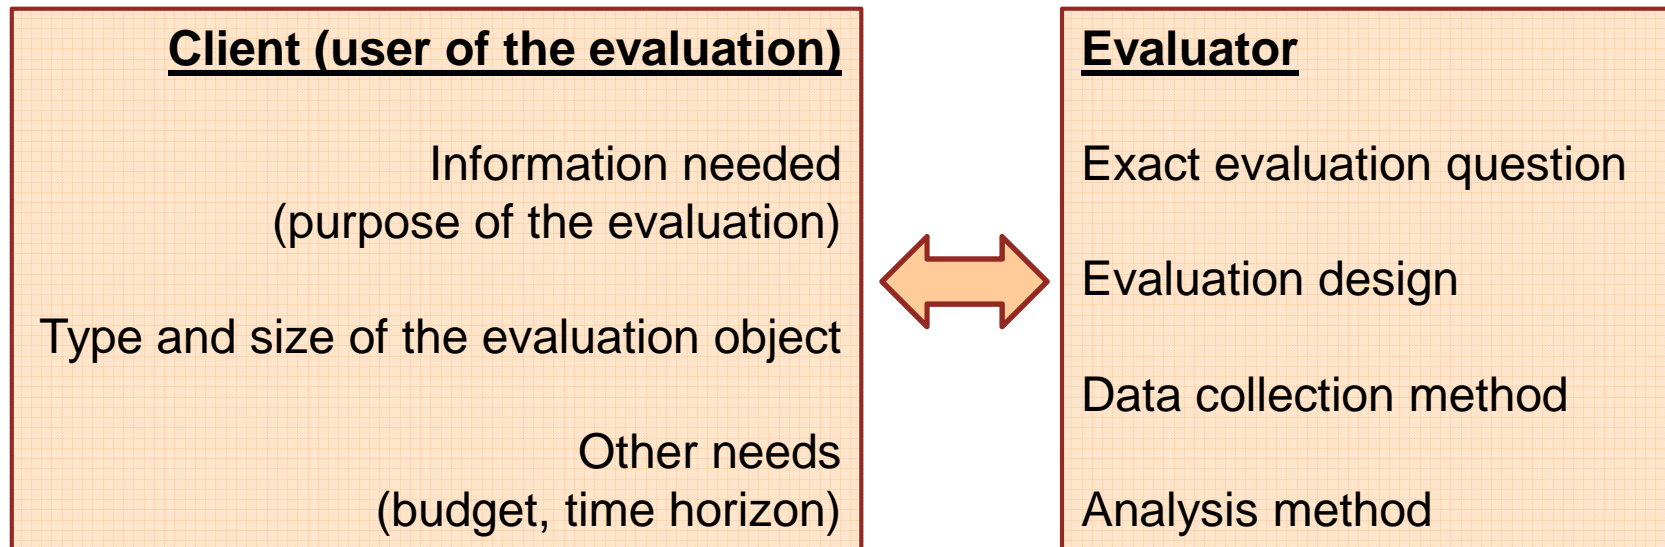 Client (user of the evaluation)
Information needed
(purpose of the evaluation)
Type and size of the evaluation object
Other needs
(budget, time horizon)
Evaluator
Exact evaluation question
Evaluation design
Data collection method
Analysis method